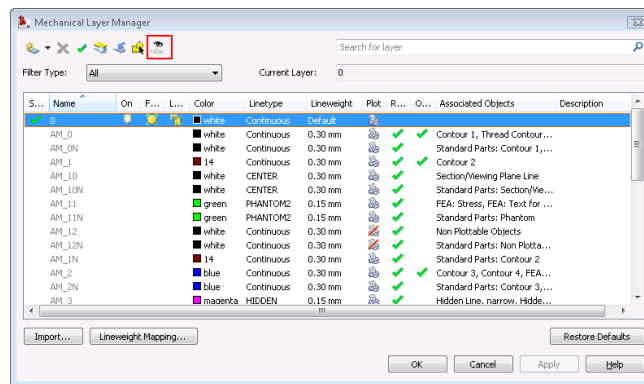 Mechanical Layer Manager
Search for layer
Filter Type: All Current Layer: 0
S... Name On F... L... Color Linetype Lineweight Plot R... O... Associated Objects Description
0 white Continuous Default
AM_0 white Continuous 0.30 mm Contour 1, Thread Contour...
AM_0N white Continuous 0.30 mm Standard Parts: Contour 1,...
AM_1 14 Continuous 0.30 mm Contour 2
AM_10 white CENTER 0.30 mm Section/Viewing Plane Line
AM_10N white CENTER 0.30 mm Standard Parts: Section/Vie...
AM_11 green PHANTOM2 0.15 mm FEA: Stress, FEA: Text for ...
AM_11N green PHANTOM2 0.15 mm Standard Parts: Phantom
AM_12 white Continuous 0.30 mm Non Plottable Objects
AM_12N white Continuous 0.30 mm Standard Parts: Non Plotta...
AM_1N 14 Continuous 0.30 mm Standard Parts: Contour 2
AM_2 blue Continuous 0.30 mm Contour 3, Contour 4, FEA...
AM_2N blue Continuous 0.30 mm Standard Parts: Contour 3,...
AM_3 magenta HIDDEN 0.15 mm Hidden Line, narrow, Hidde...
Import... Lineweight Mapping... Restore Defaults
OK Cancel Apply Help